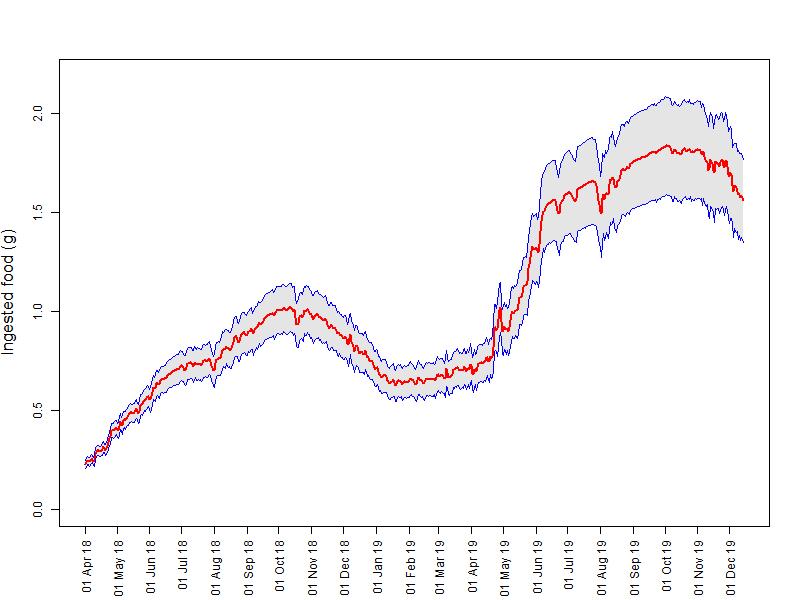 Ingested food (g)
2.0
1.5
1.0
0.5
0.0
01 Apr 18
01 May 18
01 Jun 18
01 Jul 18
01 Aug 18
01 Sep 18
01 Oct 18
01 Nov 18
01 Dec 18
01 Jan 19
01 Feb 19
01 Mar 19
01 Apr 19
01 May 19
01 Jun 19
01 Jul 19
01 Aug 19
01 Sep 19
01 Oct 19
01 Nov 19
01 Dec 19